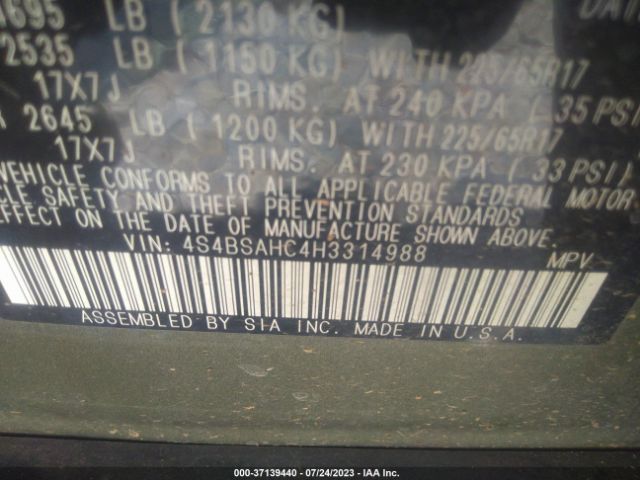 4695 LB ( 2130 KG) DATE
2535 LB ( 1150 KG) WITH 225/65R17
17X7J RIMS. AT 240 KPA ( 35 PSI
2645 LB ( 1200 KG) WITH 225/65R17
17X7J RIMS. AT 230 KPA ( 33 PSI)
VEHICLE CONFORMS TO ALL APPLICABLE FEDERAL MOTOR
SAFETY AND THEFT PREVENTION STANDARDS
EFFECT ON THE DATE OF MANUFACTURE SHOWN ABOVE.
VIN: 4S4BSAHC4H3314988 MPV
ASSEMBLED BY SIA INC. MADE IN U.S.A.
000-37139440 - 07/24/2023 - IAA Inc.